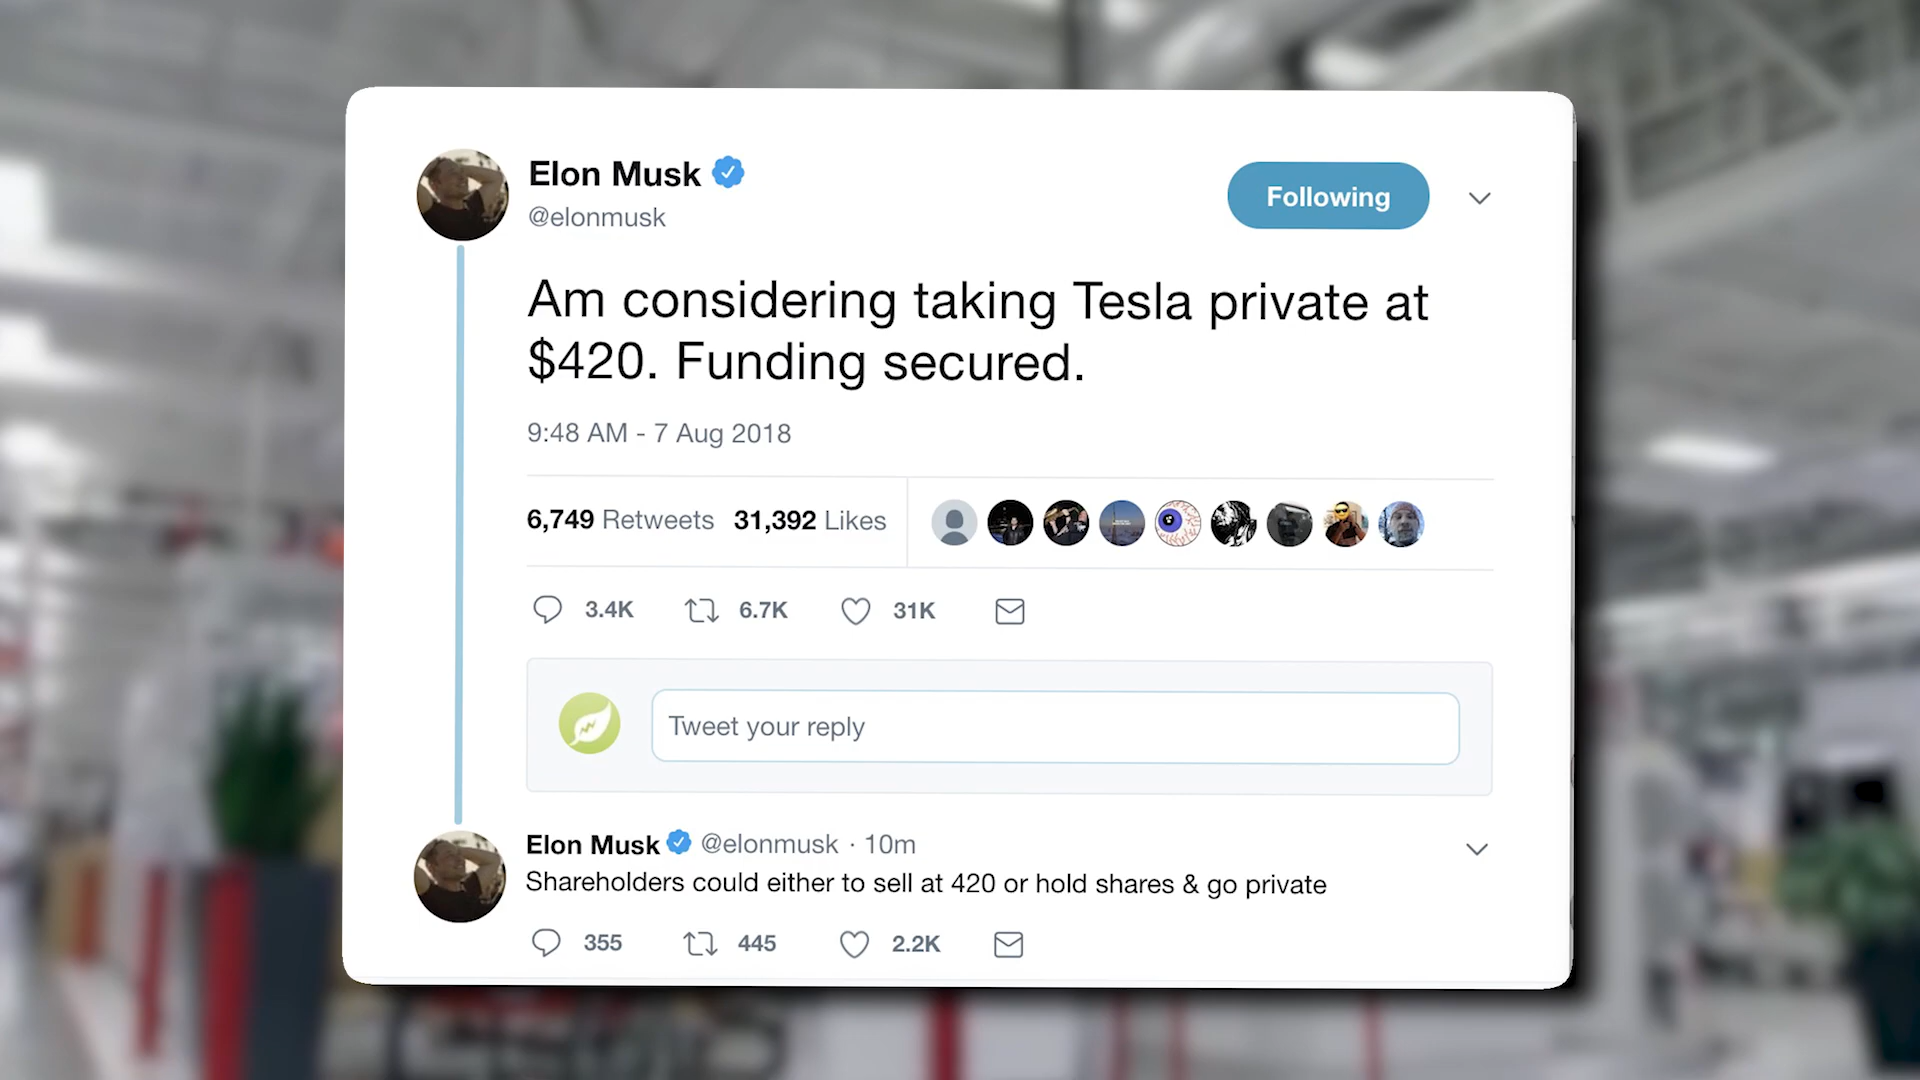 Elon Musk
@elonmusk
Following
Am considering taking Tesla private at
$420. Funding secured.
9:48 AM - 7 Aug 2018
6,749 Retweets 31,392 Likes
3.4K 6.7K 31K
Tweet your reply
Elon Musk @elonmusk · 10m
Shareholders could either to sell at 420 or hold shares & go private
355 445 2.2K